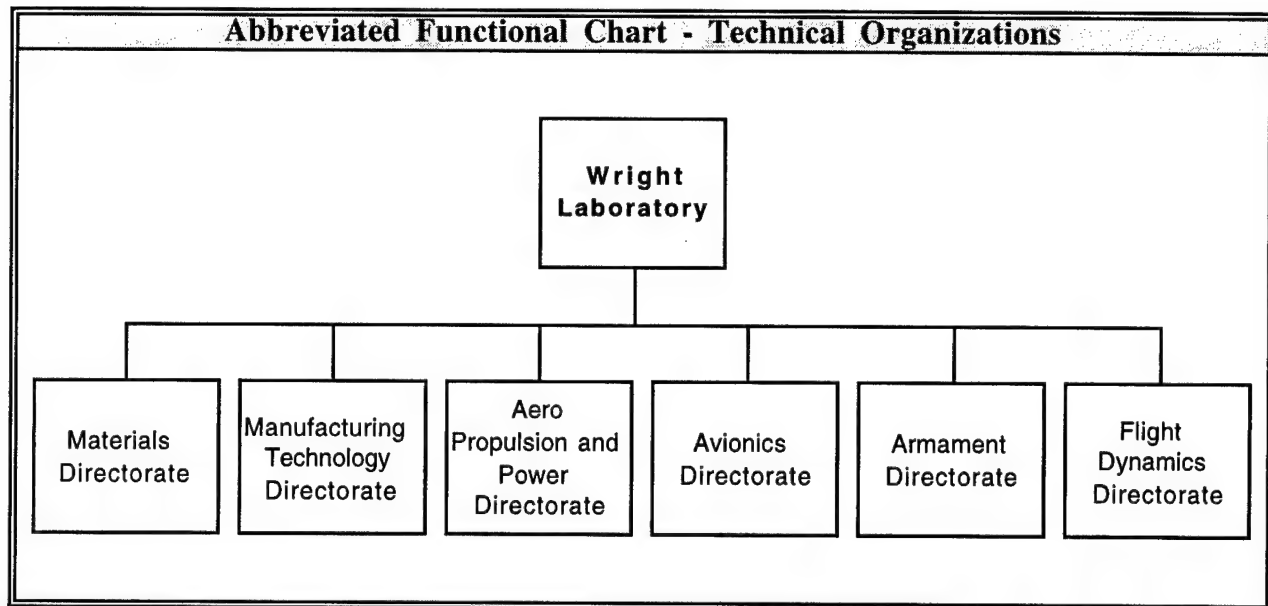 Abbreviated Functional Chart - Technical Organizations
Wright
Laboratory
Materials
Directorate
Manufacturing
Technology
Directorate
Aero
Propulsion and
Power
Directorate
Avionics
Directorate
Armament
Directorate
Flight
Dynamics
Directorate